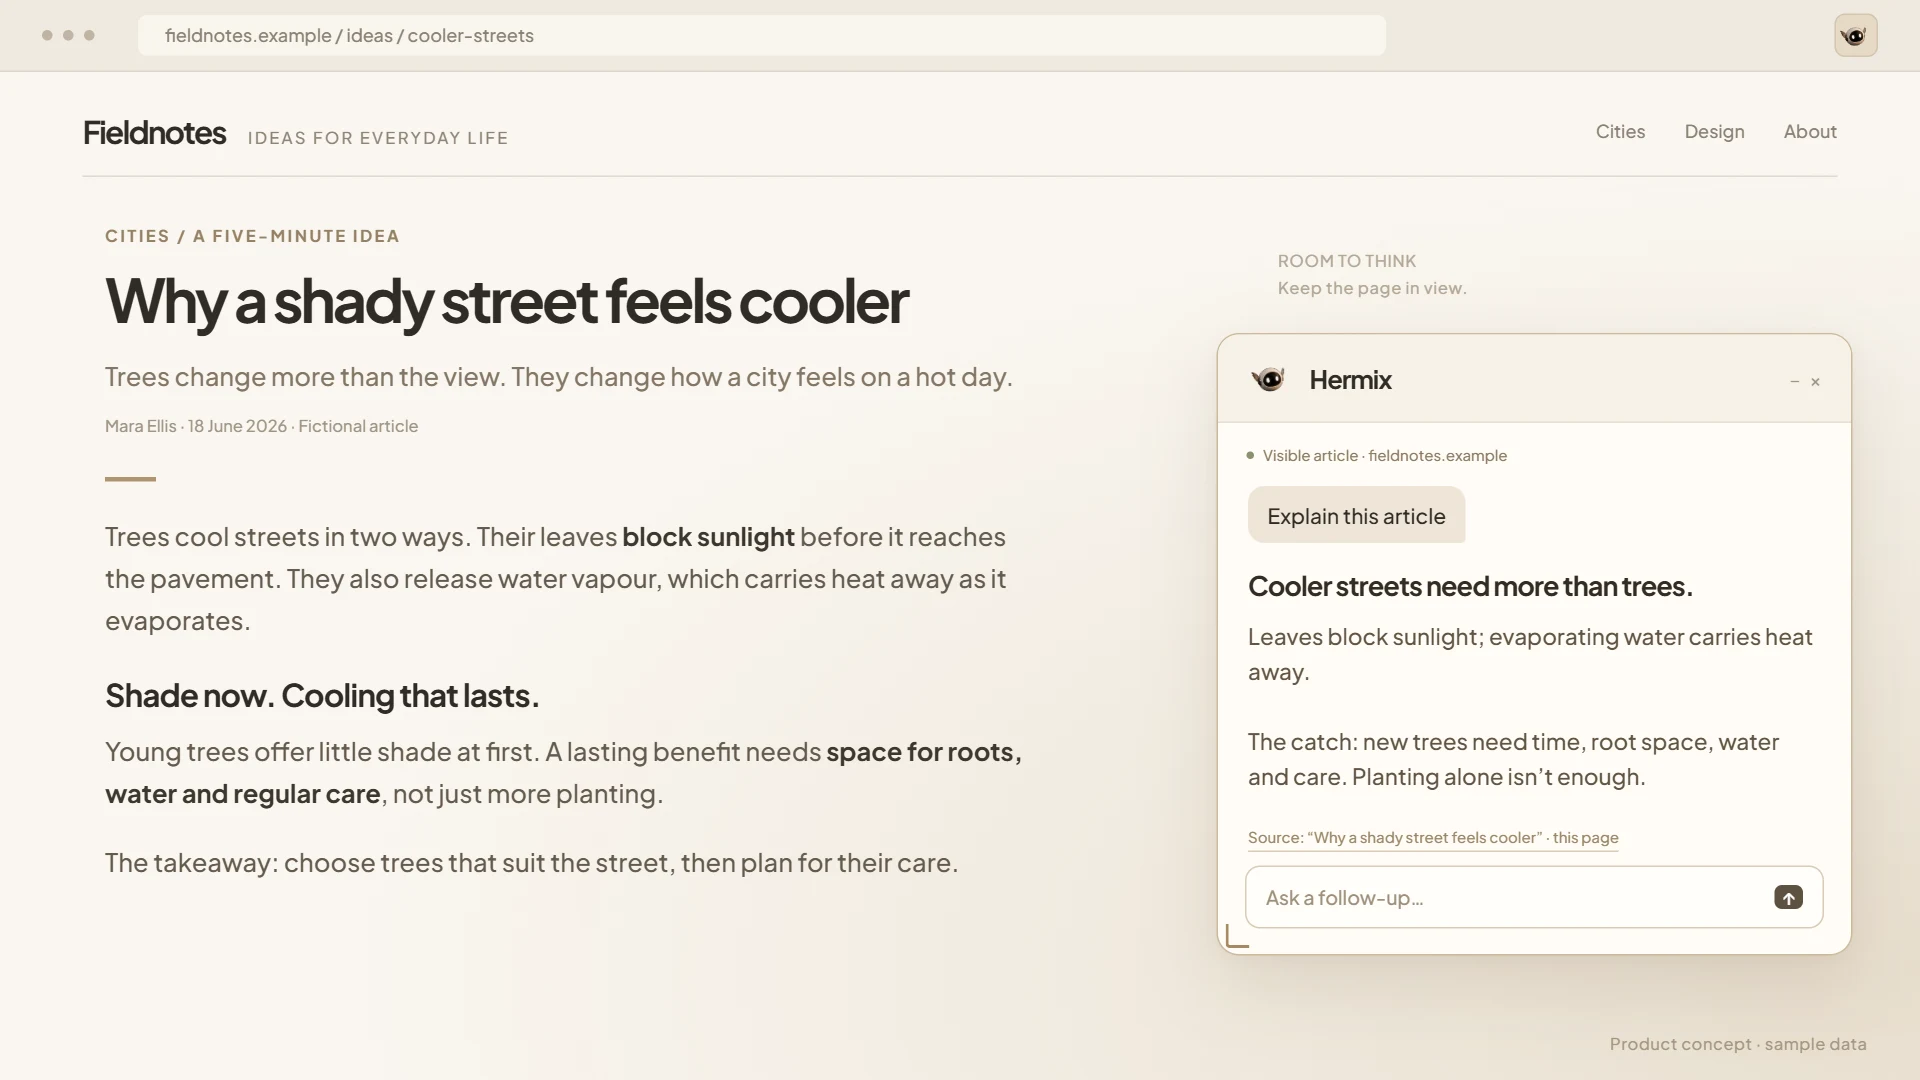 fieldnotes.example / ideas / cooler-streets
Fieldnotes IDEAS FOR EVERYDAY LIFE
Cities Design About
CITIES / A FIVE-MINUTE IDEA
Why a shady street feels cooler
Trees change more than the view. They change how a city feels on a hot day.
Mara Ellis · 18 June 2026 · Fictional article
Trees cool streets in two ways. Their leaves block sunlight before it reaches
the pavement. They also release water vapour, which carries heat away as it
evaporates.
Shade now. Cooling that lasts.
Young trees offer little shade at first. A lasting benefit needs space for roots,
water and regular care, not just more planting.
The takeaway: choose trees that suit the street, then plan for their care.
ROOM TO THINK
Keep the page in view.
Hermix
Visible article · fieldnotes.example
Explain this article
Cooler streets need more than trees.
Leaves block sunlight; evaporating water carries heat
away.
The catch: new trees need time, root space, water
and care. Planting alone isn’t enough.
Source: “Why a shady street feels cooler” · this page
Ask a follow-up…
Product concept · sample data